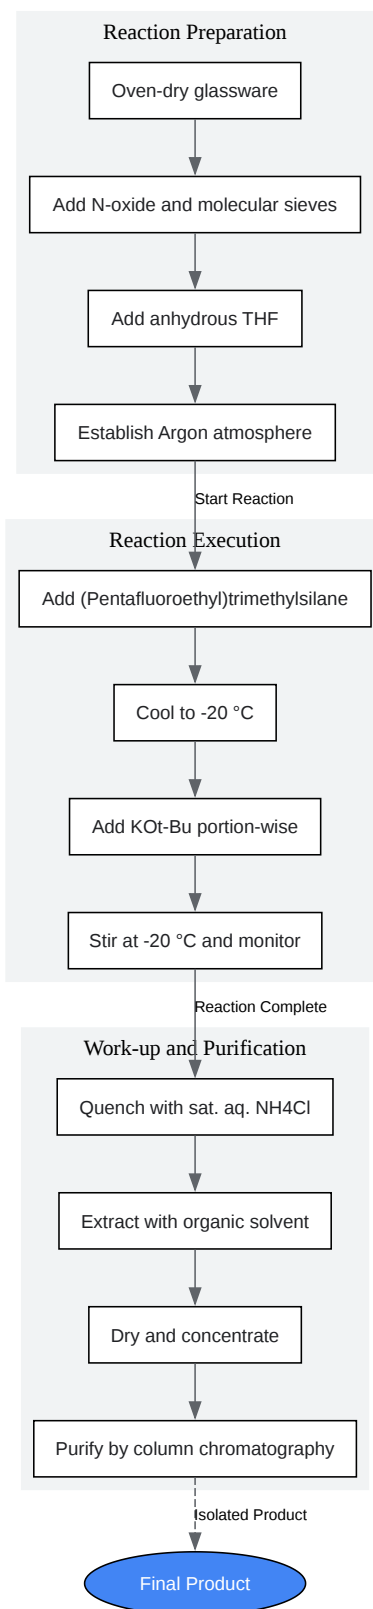 Reaction Preparation
Oven-dry glassware
Add N-oxide and molecular sieves
Add anhydrous THF
Establish Argon atmosphere
Start Reaction
Reaction Execution
Add (Pentafluoroethyl)trimethylsilane
Cool to -20 °C
Add KOt-Bu portion-wise
Stir at -20 °C and monitor
Reaction Complete
Work-up and Purification
Quench with sat. aq. NH4Cl
Extract with organic solvent
Dry and concentrate
Purify by column chromatography
Isolated Product
Final Product